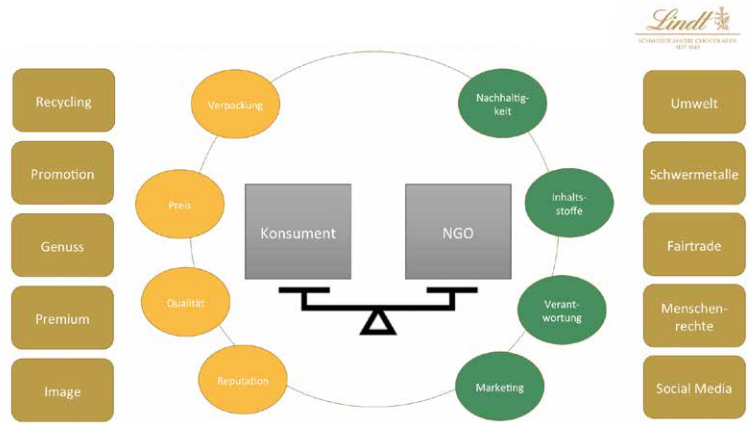 Lindt
SCHWEIZER MAITRE CHOCOLATIER
SEIT 1845
Recycling
Promotion
Genuss
Premium
Image
Verpackung
Preis
Qualität
Reputation
Konsument
NGO
Nachhaltig-
keit
Inhalts-
stoffe
Verant-
wortung
Marketing
Umwelt
Schwermetalle
Fairtrade
Menschen-
rechte
Social Media